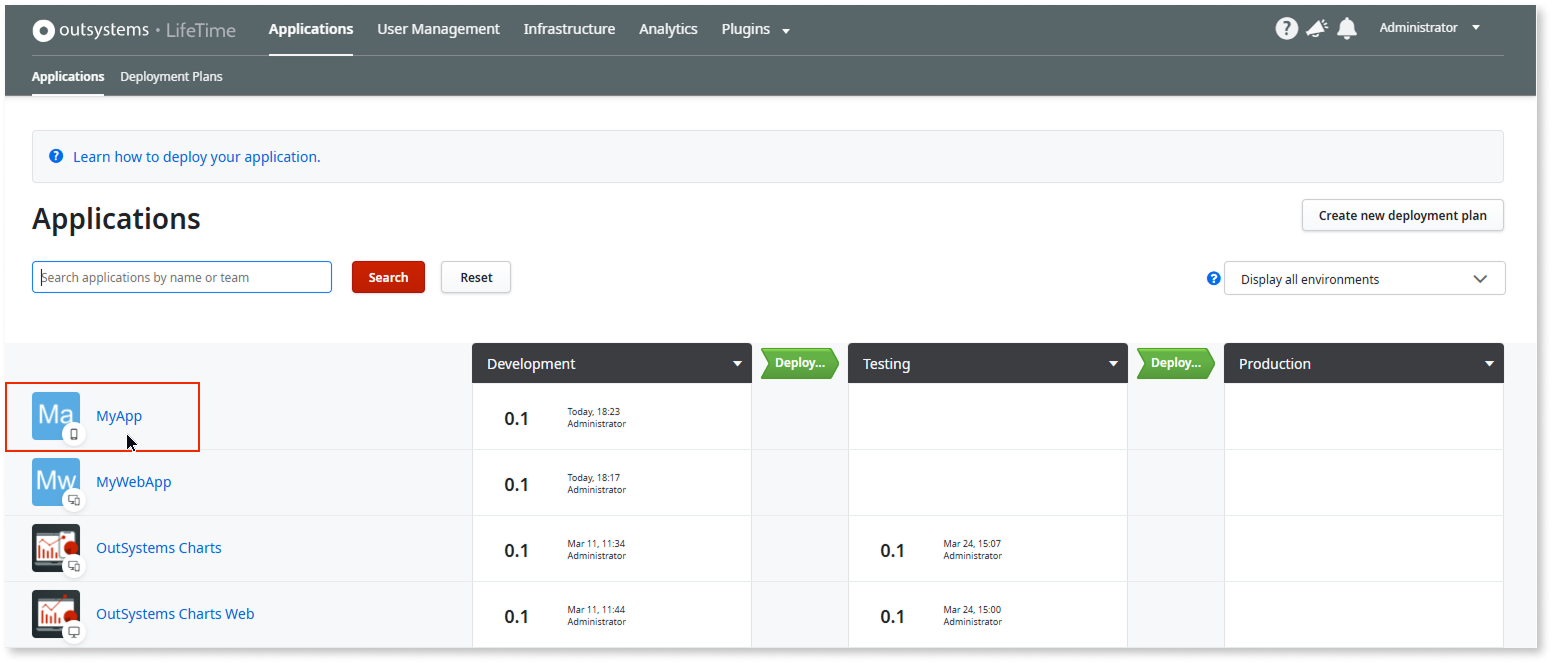 outsystems · LifeTime Applications User Management Infrastructure Analytics Plugins ? Administrator
Applications Deployment Plans
? Learn how to deploy your application.
Applications
Create new deployment plan
Search applications by name or team Search Reset ? Display all environments
Development Deploy... Testing Deploy... Production
Ma MyApp 0.1 Today, 18:23
Administrator
Mw MyWebApp 0.1 Today, 18:17
Administrator
OutSystems Charts 0.1 Mar 11, 11:34 0.1 Mar 24, 15:07
Administrator Administrator
OutSystems Charts Web 0.1 Mar 11, 11:44 0.1 Mar 24, 15:00
Administrator Administrator